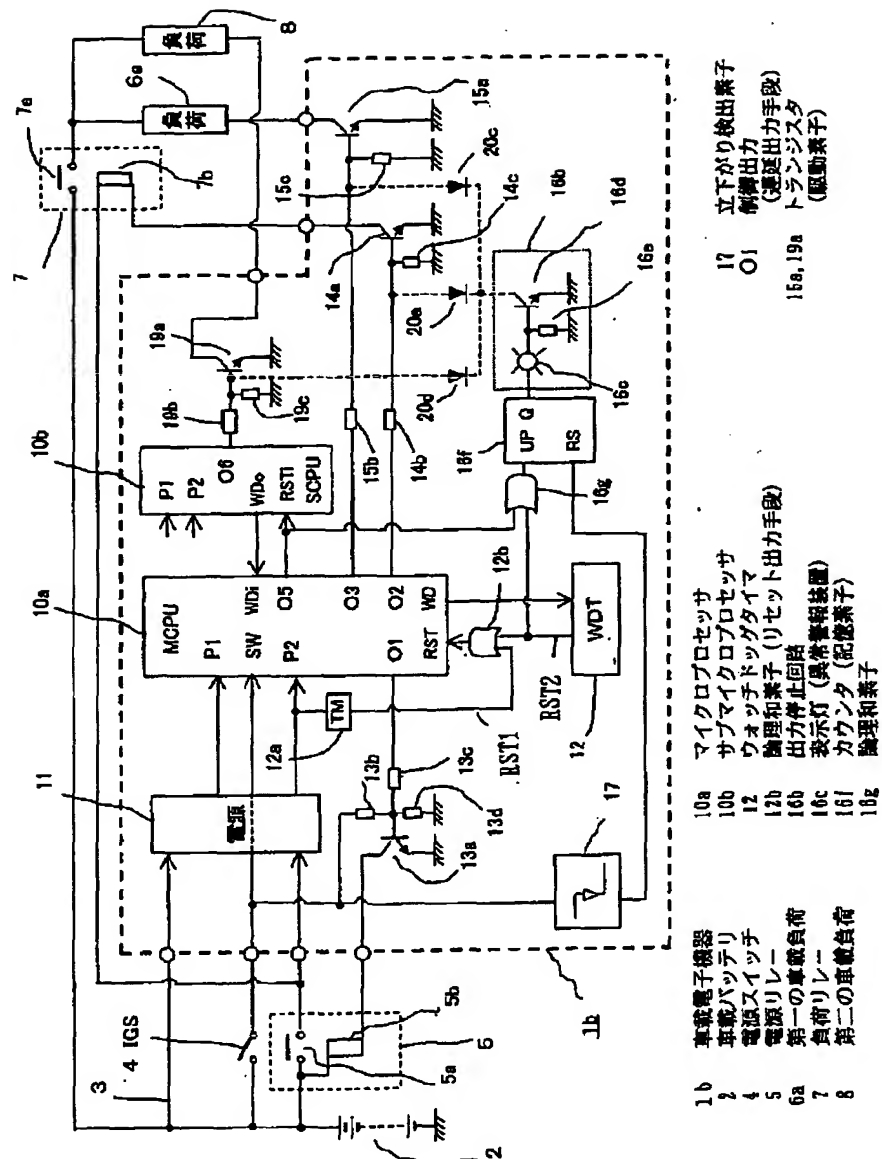 7
7a
7b
6a
負荷
8
負荷
15a
20c
14c
16b
16d
15c
14a
20a
16e
16c
19a
19b
19c
20d
10b
P1
P2
O6
WDo
RSTi
SCPU
15b
14b
16f
UP
Q
RS
16g
10a
MCPU
P1
SW
P2
WDi
O5
O3
O2
WD
O1
RST
12b
12a
TM
RST1
RST2
WDT
12
11
電源
13b
13c
13d
13a
17
3
4 IGS
5b
5
5a
1b
2
1b 車載電子機器
2 車載バッテリ
4 電源スイッチ
5 電源リレー
6a 第一の車載負荷
7 負荷リレー
8 第二の車載負荷
10a マイクロプロセッサ
10b サブマイクロプロセッサ
12 ウォッチドッグタイマ
12b 論理和素子（リセット出力手段）
16b 出力停止回路
16c 表示灯（異常警報装置）
16f カウンタ（記憶素子）
16g 論理和素子
17 立下がり検出素子
O1 制御出力
（遅延出力手段）
15a,19a トランジスタ
（駆動素子）